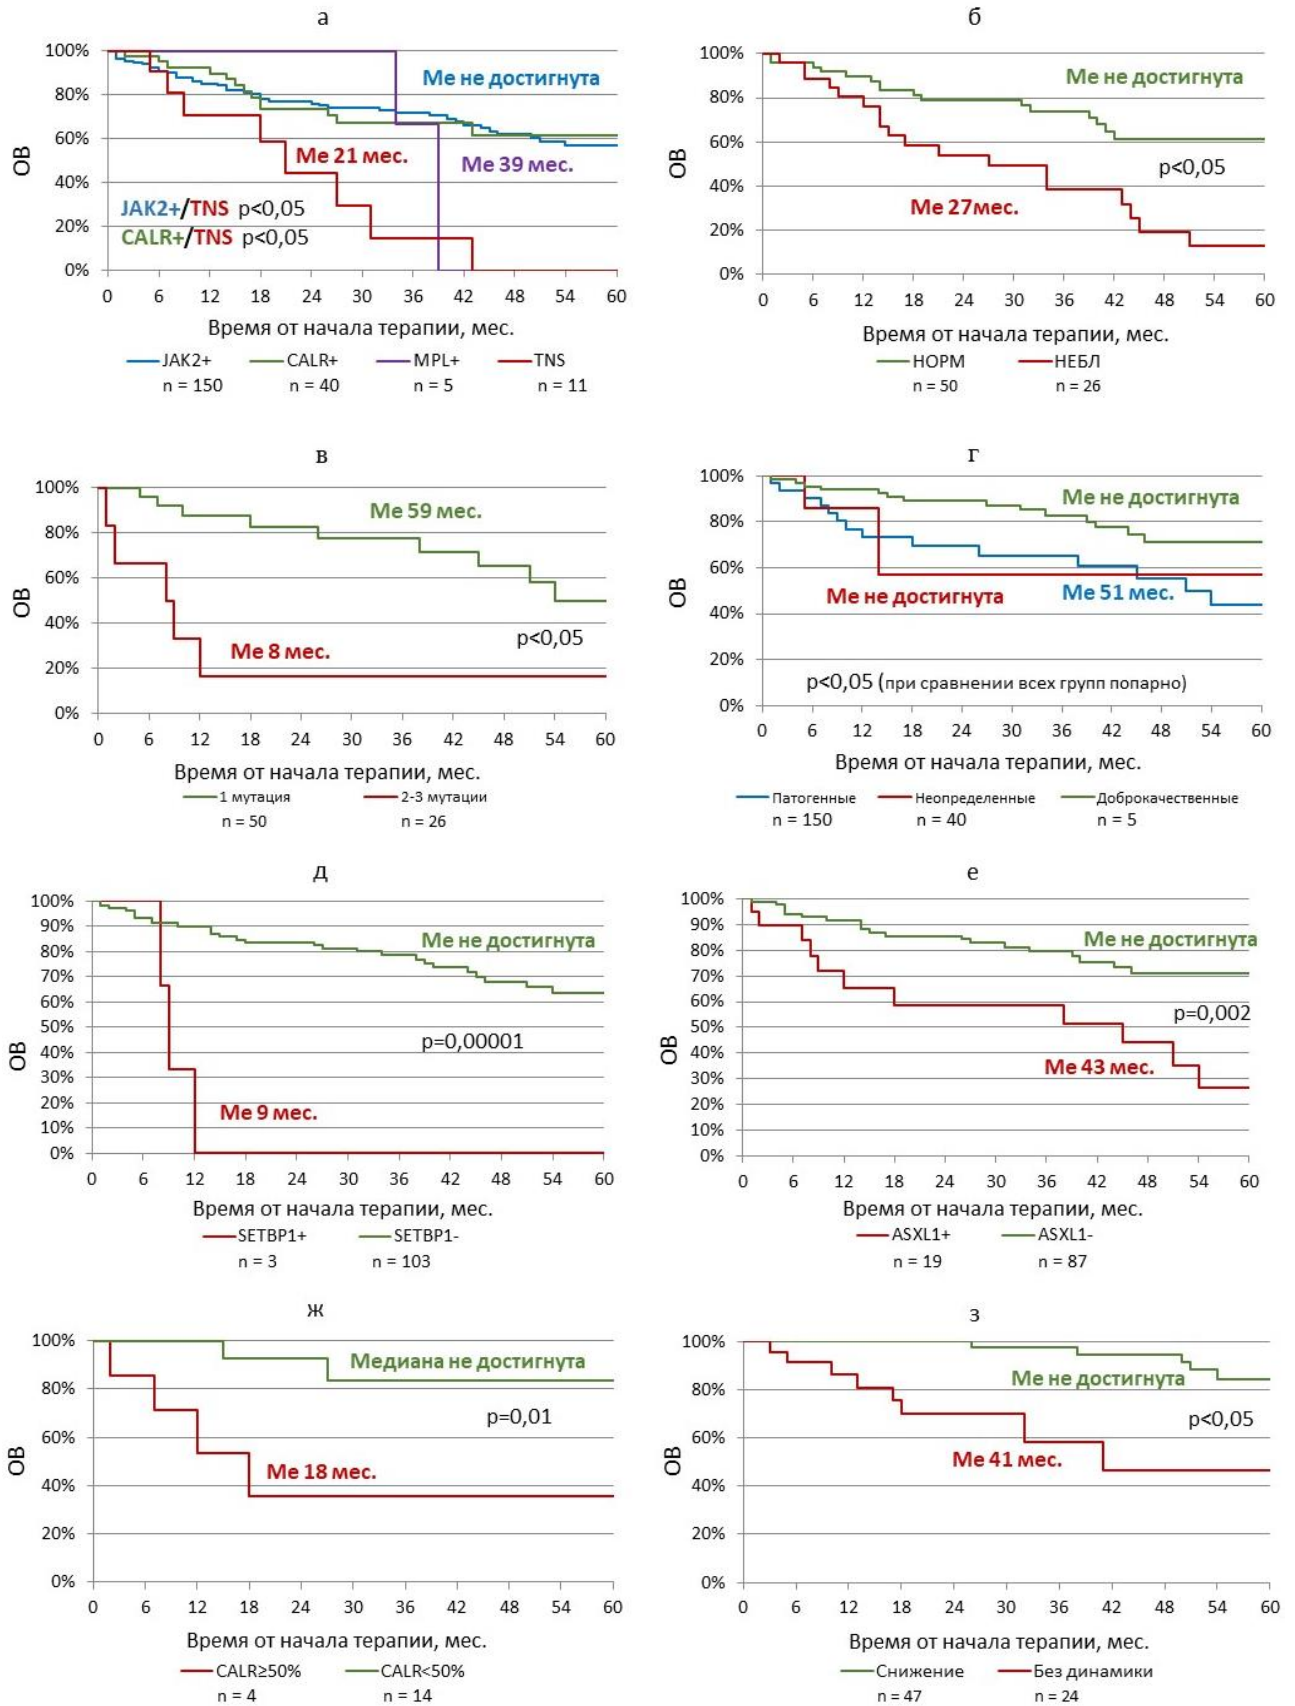 а
100%
80%
60%
40%
20%
0%
ОВ
Ме не достигнута
Ме 21 мес.
Ме 39 мес.
JAK2+/TNS p<0,05
CALR+/TNS p<0,05
0 6 12 18 24 30 36 42 48 54 60
Время от начала терапии, мес.
JAK2+ CALR+ MPL+ TNS
n = 150 n = 40 n = 5 n = 11
б
100%
80%
60%
40%
20%
0%
ОВ
Ме не достигнута
p<0,05
Ме 27мес.
0 6 12 18 24 30 36 42 48 54 60
Время от начала терапии, мес.
НОРМ НЕБЛ
n = 50 n = 26
в
100%
80%
60%
40%
20%
0%
ОВ
Ме 59 мес.
p<0,05
Ме 8 мес.
0 6 12 18 24 30 36 42 48 54 60
Время от начала терапии, мес.
1 мутация 2-3 мутации
n = 50 n = 26
г
100%
80%
60%
40%
20%
0%
ОВ
Ме не достигнута
Ме не достигнута
Ме 51 мес.
p<0,05 (при сравнении всех групп попарно)
0 6 12 18 24 30 36 42 48 54 60
Время от начала терапии, мес.
Патогенные Неопределенные Доброкачественные
n = 150 n = 40 n = 5
д
100%
90%
80%
70%
60%
50%
40%
30%
20%
10%
0%
ОВ
Ме не достигнута
p=0,00001
Ме 9 мес.
0 6 12 18 24 30 36 42 48 54 60
Время от начала терапии, мес.
SETBP1+ SETBP1-
n = 3 n = 103
е
100%
90%
80%
70%
60%
50%
40%
30%
20%
10%
0%
ОВ
Ме не достигнута
p=0,002
Ме 43 мес.
0 6 12 18 24 30 36 42 48 54 60
Время от начала терапии, мес.
ASXL1+ ASXL1-
n = 19 n = 87
ж
100%
80%
60%
40%
20%
0%
ОВ
Медиана не достигнута
p=0,01
Ме 18 мес.
0 6 12 18 24 30 36 42 48 54 60
Время от начала терапии, мес.
CALR≥50% CALR<50%
n = 4 n = 14
з
100%
80%
60%
40%
20%
0%
ОВ
Ме не достигнута
p<0,05
Ме 41 мес.
0 6 12 18 24 30 36 42 48 54 60
Время от начала терапии, мес.
Снижение Без динамики
n = 47 n = 24